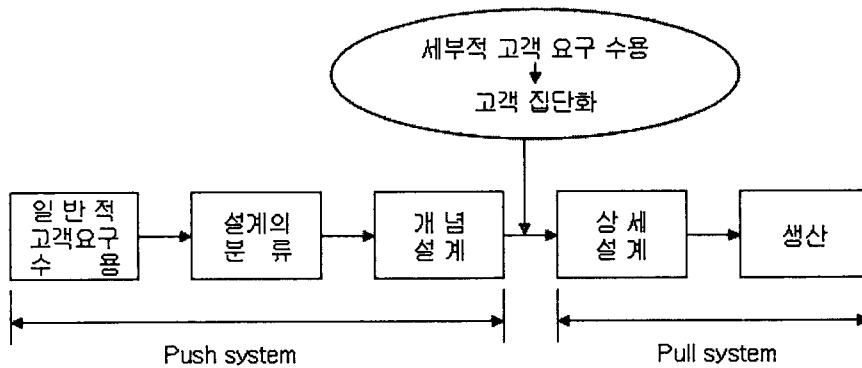 세부적 고객 요구 수용
고객 집단화
일 반 적
고객요구
수 용
설계의
분 류
개 념
설 계
상 세
설 계
생산
Push system
Pull system